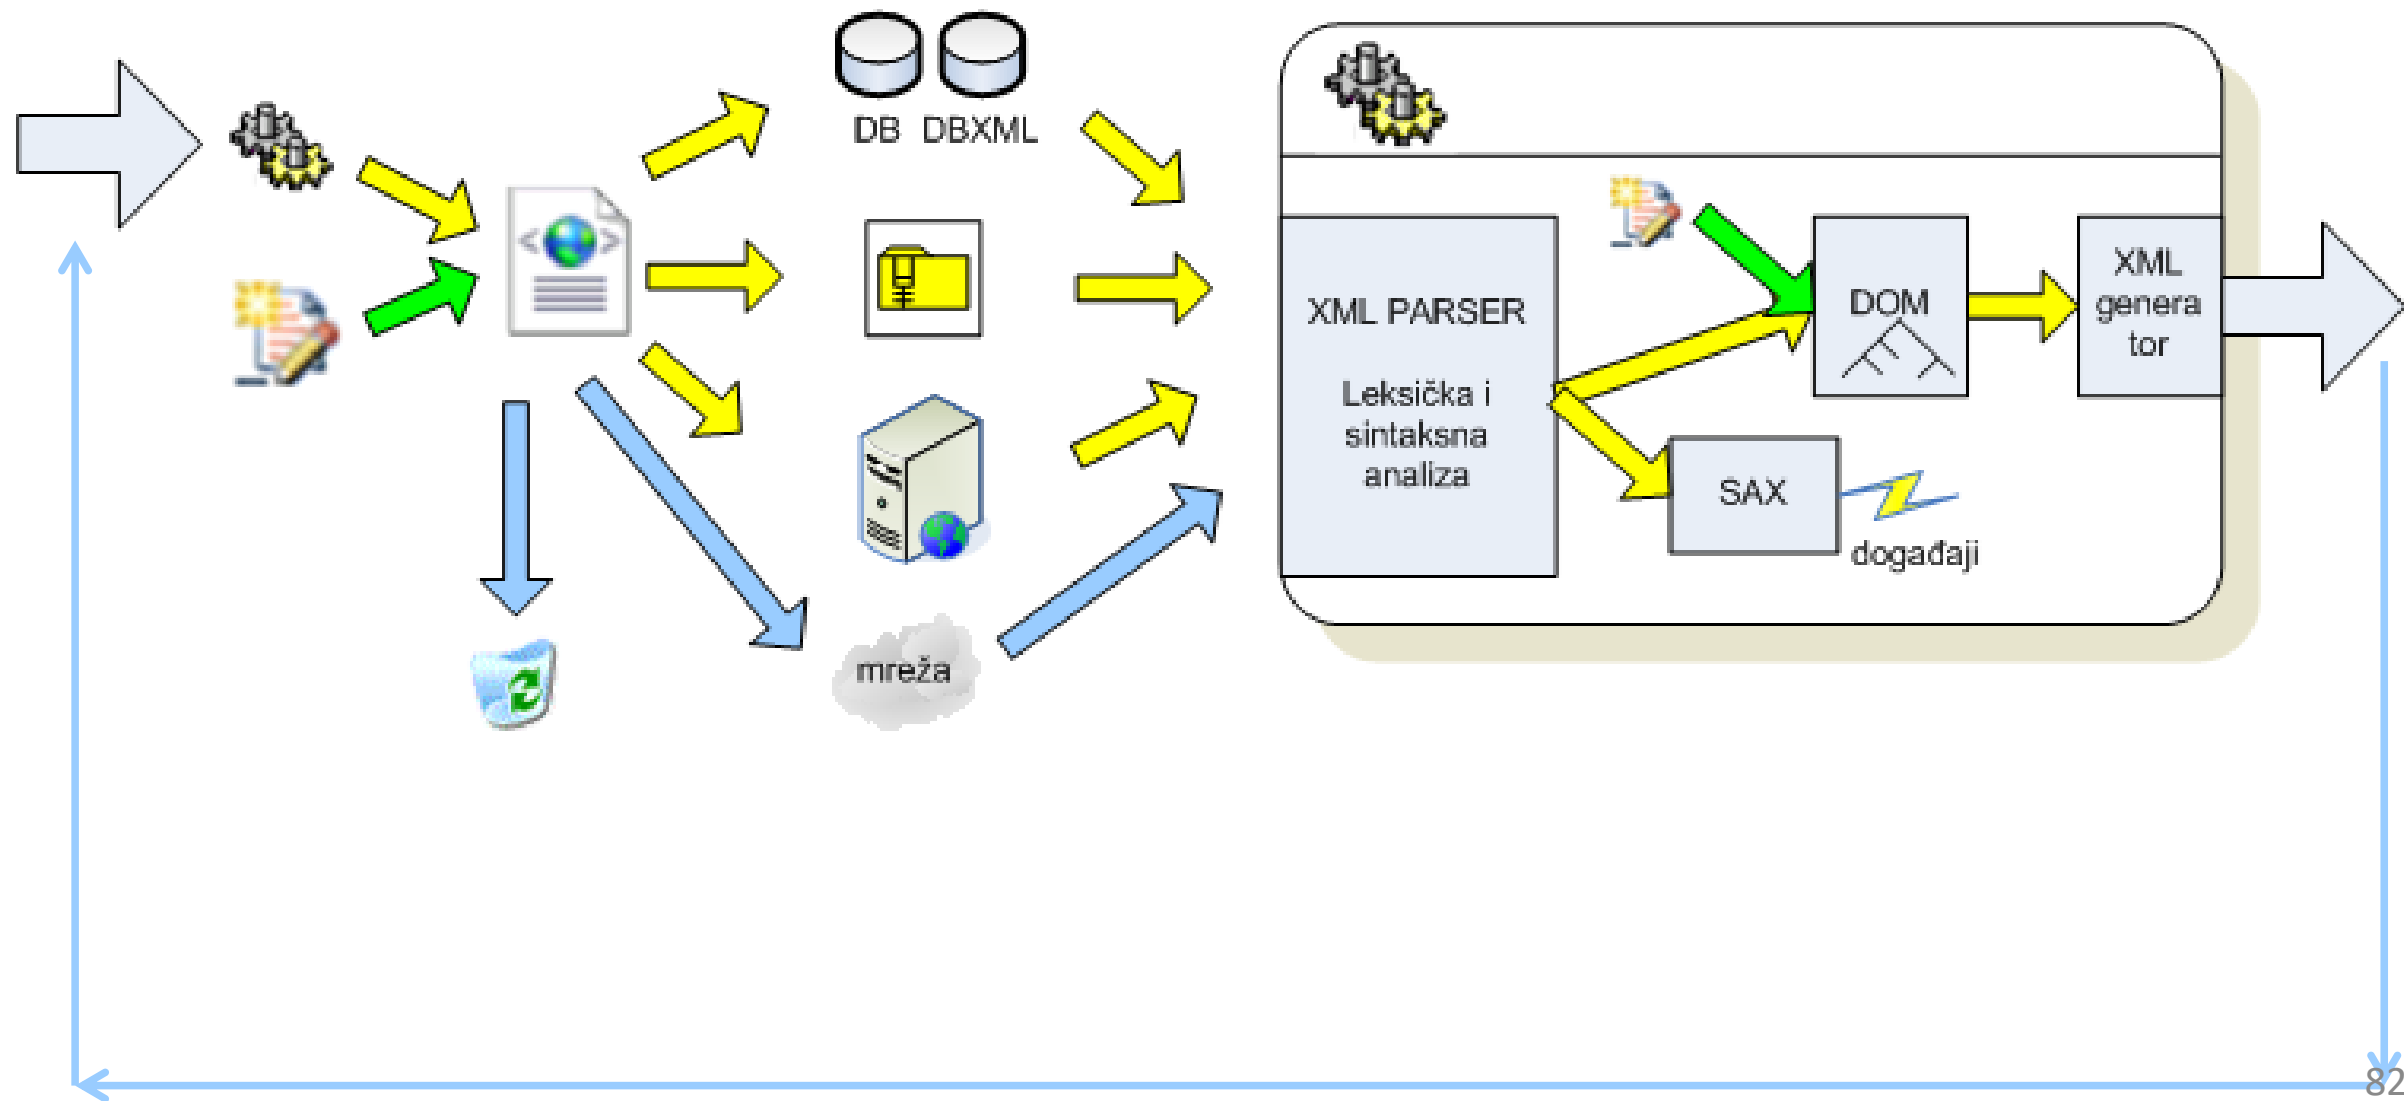 DB DBXML
mreža
XML PARSER
Leksička i
sintaksna
analiza
DOM
SAX
događaji
XML
genera
tor
82